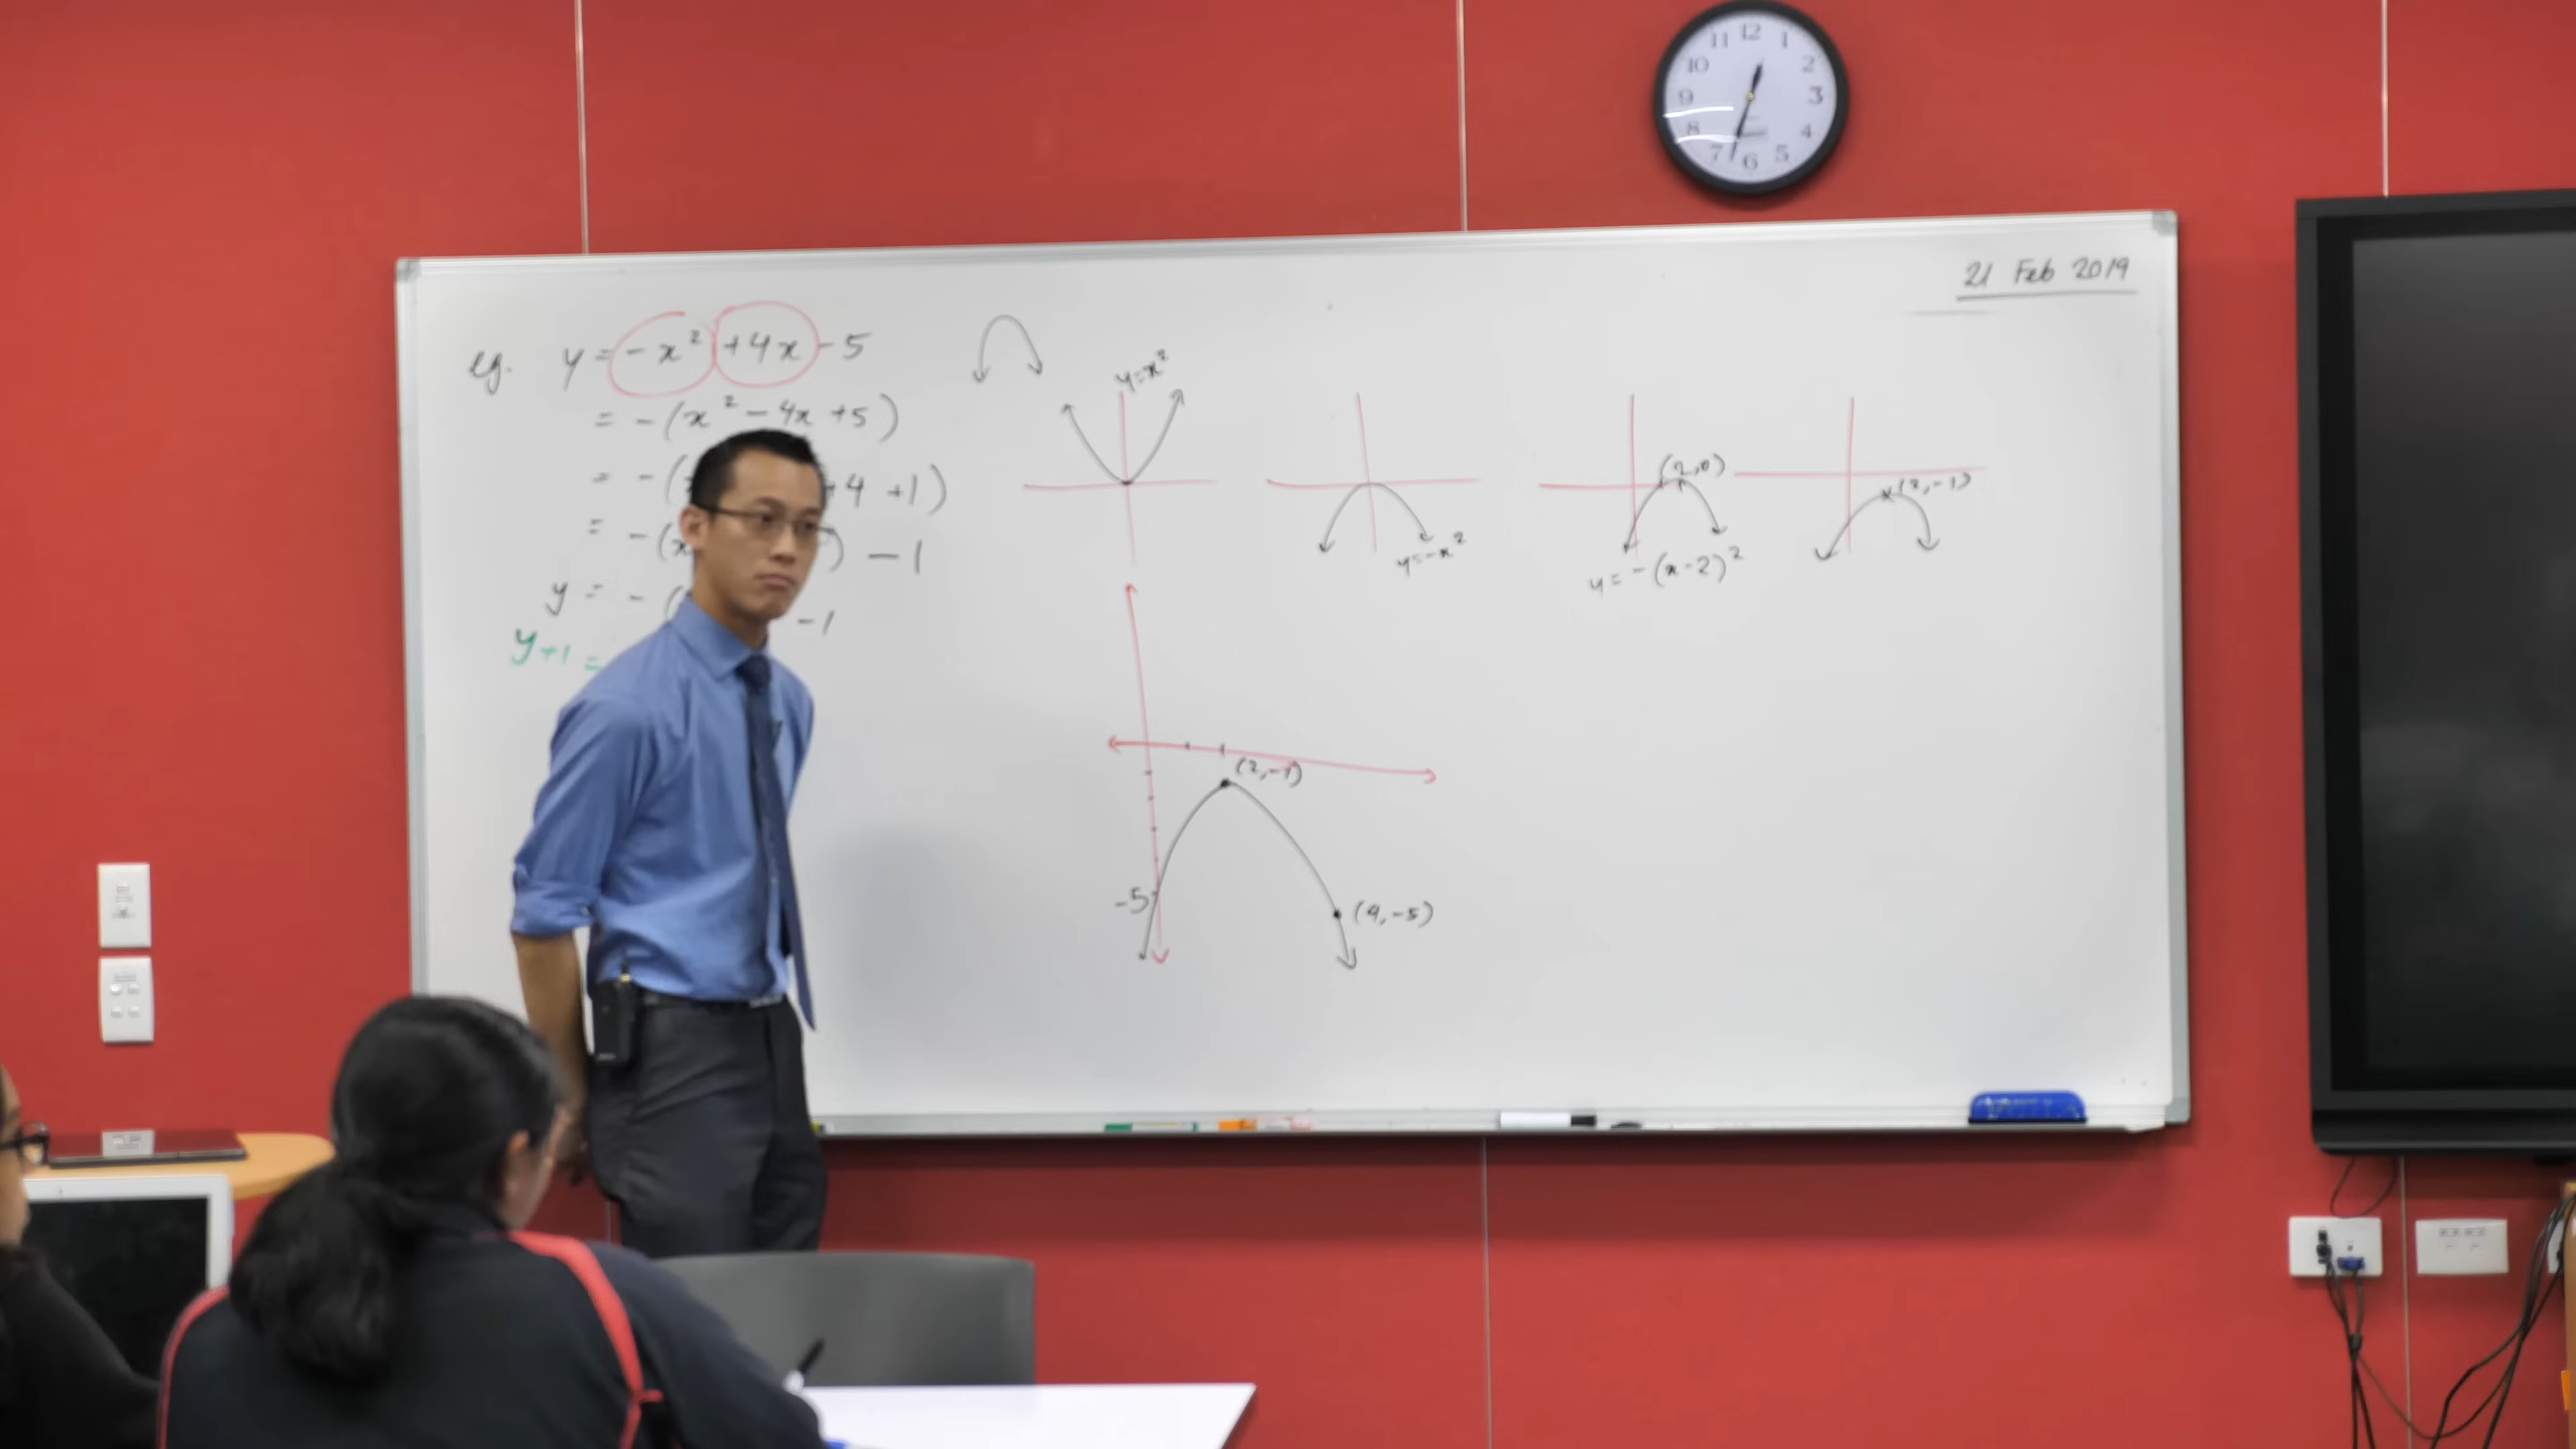 12
11 1
10 2
9 3
8 4
7 6 5
21 Feb 2019
eg. y = -x² +4x -5
= -(x² - 4x +5)
= -( +4 +1)
= -(x ) - 1
y = -( -1
y+1 =
y=x²
y=-x²
(2,0)
y = -(x-2)²
(2,-1)
(2,-1)
-5
(4,-5)